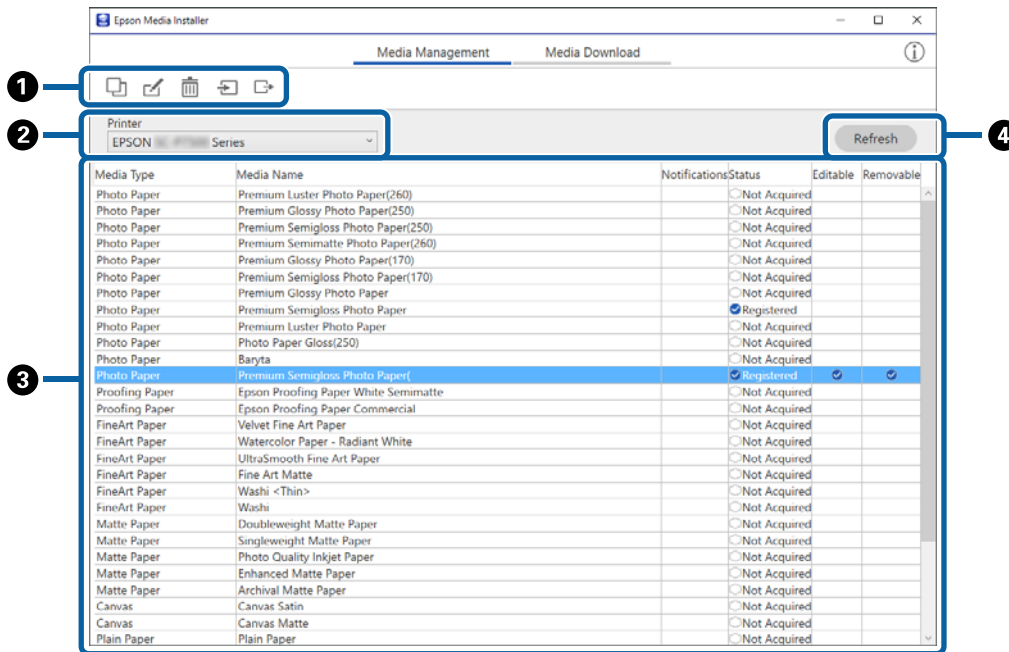 Epson Media Installer
Media Management Media Download
1
2
Printer
EPSON Series
Refresh
4
Media Type Media Name Notifications Status Editable Removable
Photo Paper Premium Luster Photo Paper(260) Not Acquired
Photo Paper Premium Glossy Photo Paper(250) Not Acquired
Photo Paper Premium Semigloss Photo Paper(250) Not Acquired
Photo Paper Premium Semimatte Photo Paper(260) Not Acquired
Photo Paper Premium Glossy Photo Paper(170) Not Acquired
Photo Paper Premium Semigloss Photo Paper(170) Not Acquired
Photo Paper Premium Glossy Photo Paper Not Acquired
Photo Paper Premium Semigloss Photo Paper Registered
Photo Paper Premium Luster Photo Paper Not Acquired
Photo Paper Photo Paper Gloss(250) Not Acquired
Photo Paper Baryta Not Acquired
3
Photo Paper Premium Semigloss Photo Paper( Registered
Proofing Paper Epson Proofing Paper White Semimatte Not Acquired
Proofing Paper Epson Proofing Paper Commercial Not Acquired
FineArt Paper Velvet Fine Art Paper Not Acquired
FineArt Paper Watercolor Paper - Radiant White Not Acquired
FineArt Paper UltraSmooth Fine Art Paper Not Acquired
FineArt Paper Fine Art Matte Not Acquired
FineArt Paper Washi <Thin> Not Acquired
FineArt Paper Washi Not Acquired
Matte Paper Doubleweight Matte Paper Not Acquired
Matte Paper Singleweight Matte Paper Not Acquired
Matte Paper Photo Quality Inkjet Paper Not Acquired
Matte Paper Enhanced Matte Paper Not Acquired
Matte Paper Archival Matte Paper Not Acquired
Canvas Canvas Satin Not Acquired
Canvas Canvas Matte Not Acquired
Plain Paper Plain Paper Not Acquired